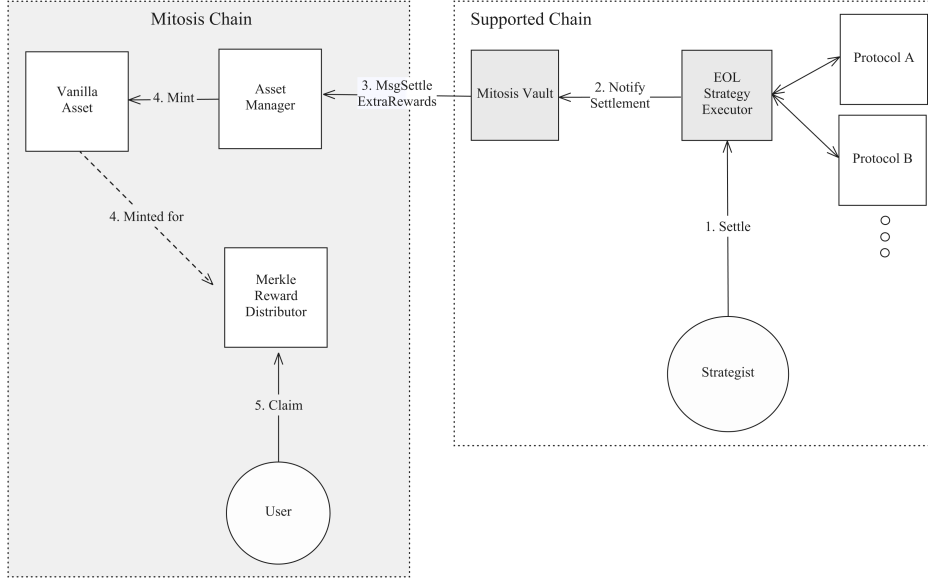 Mitosis Chain
Supported Chain
Vanilla
Asset
4. Mint
Asset
Manager
3. MsgSettle
ExtraRewards
Mitosis Vault
2. Notify
Settlement
EOL
Strategy
Executor
Protocol A
Protocol B
4. Minted for
1. Settle
Merkle
Reward
Distributor
Strategist
5. Claim
User